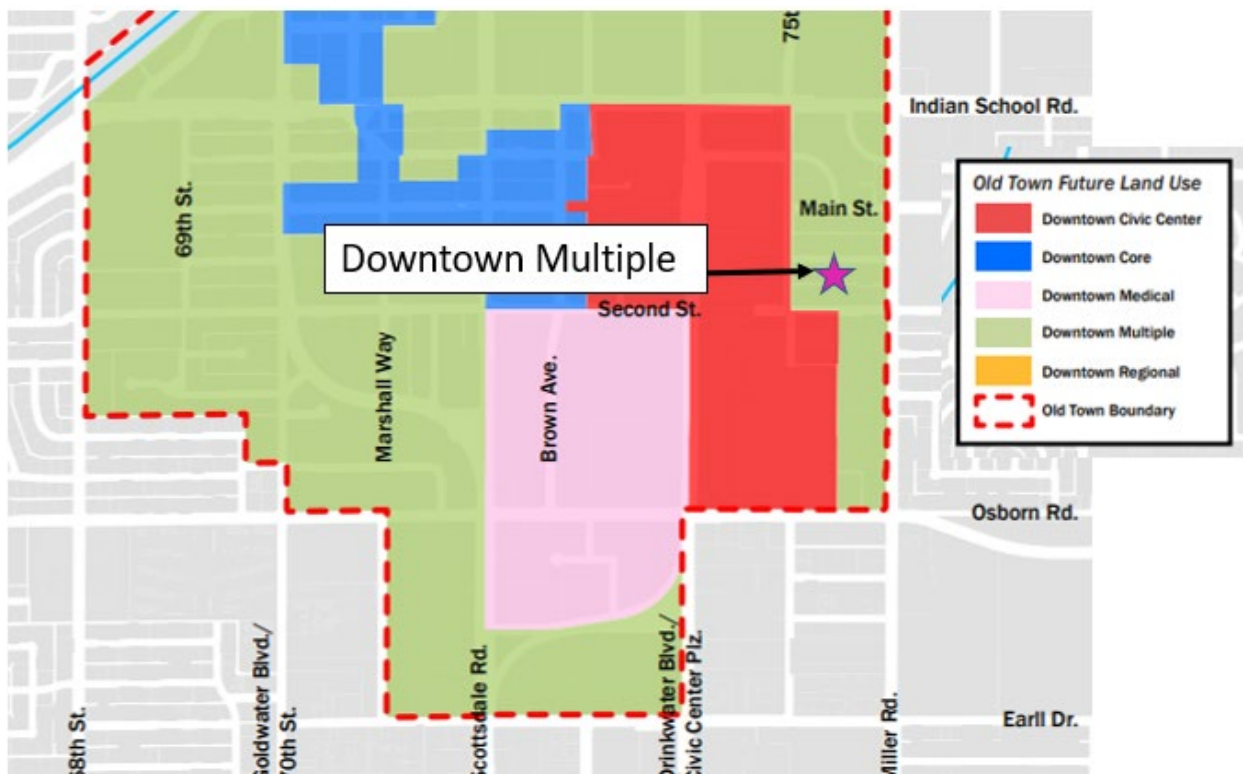 75t
Indian School Rd.
Old Town Future Land Use
Downtown Civic Center
Downtown Core
Downtown Medical
Downtown Multiple
Downtown Regional
Old Town Boundary
69th St.
Main St.
Downtown Multiple
Second St.
Marshall Way
Brown Ave.
Osborn Rd.
68th St.
Goldwater Blvd./
70th St.
Scottsdale Rd.
Drinkwater Blvd./
Civic Center Plz.
Miller Rd.
Earll Dr.